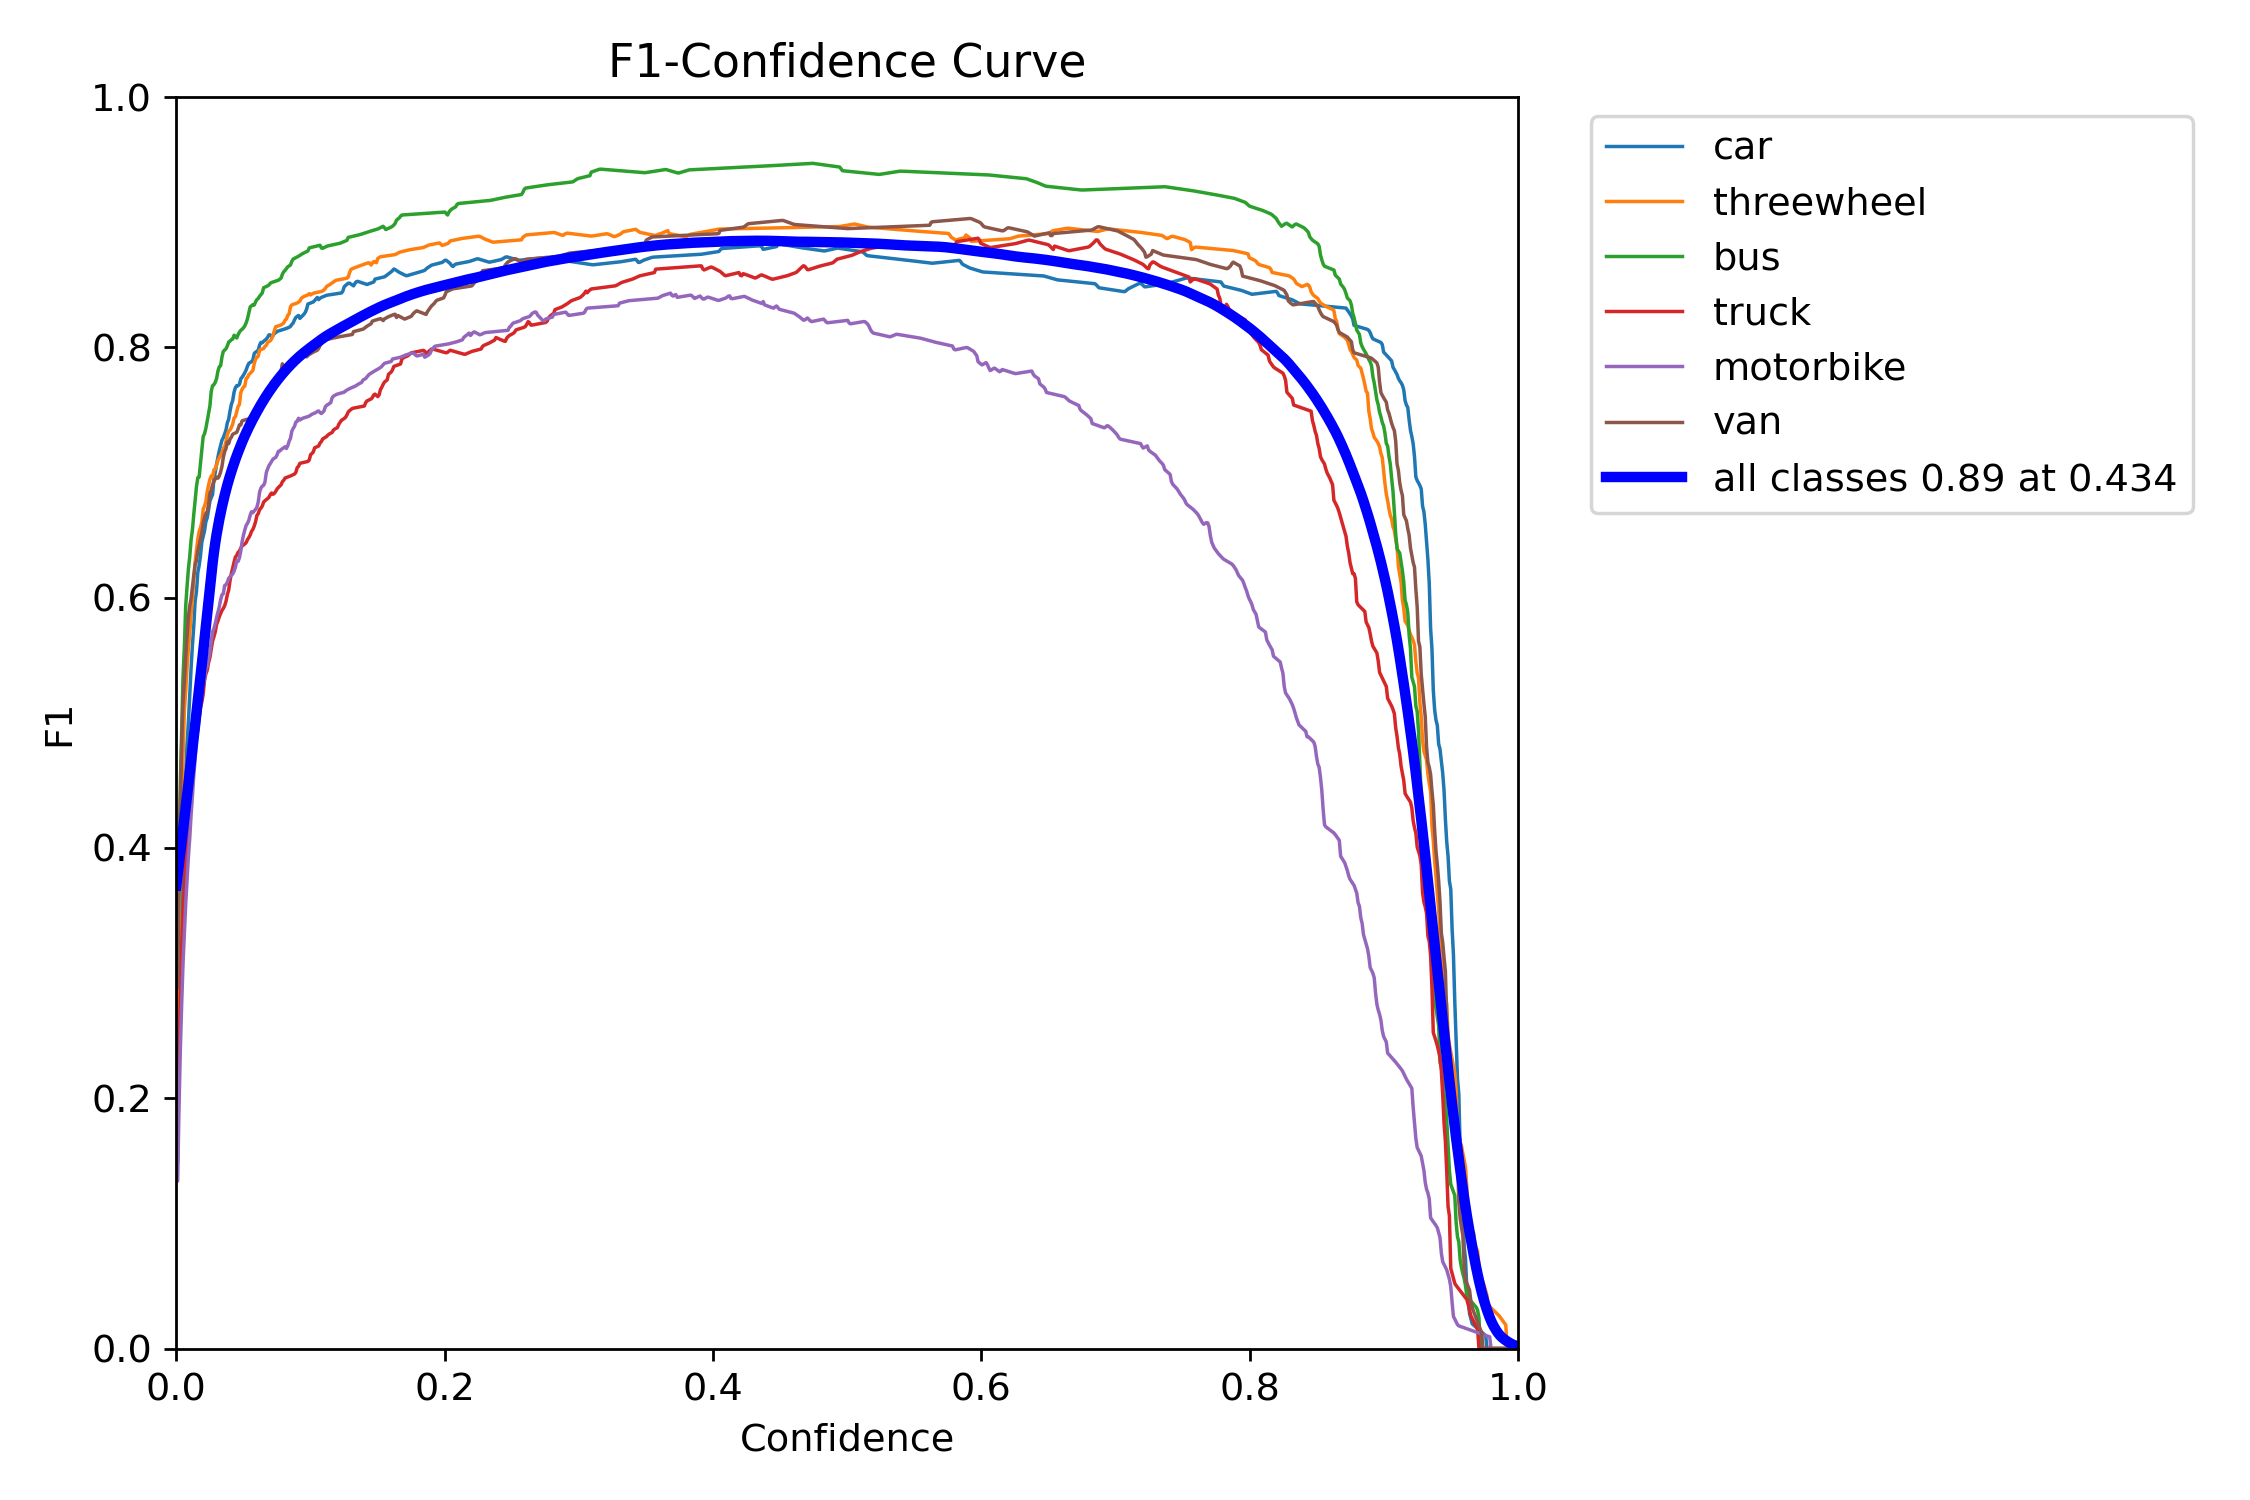 F1-Confidence Curve
1.0
0.8
0.6
0.4
0.2
0.0
F1
0.0 0.2 0.4 0.6 0.8 1.0
Confidence
car
threewheel
bus
truck
motorbike
van
all classes 0.89 at 0.434